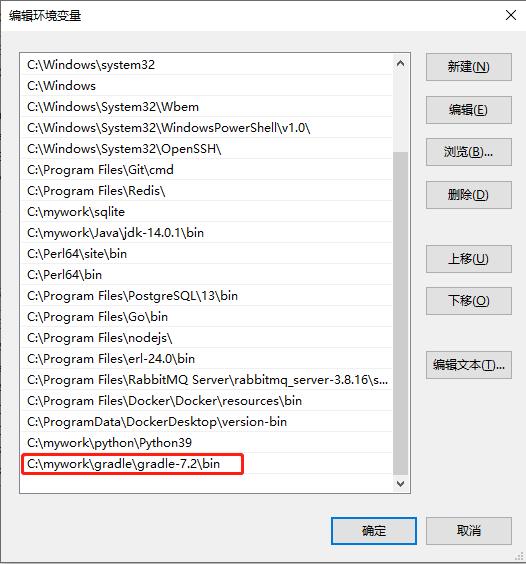 编辑环境变量
C:\Windows\system32
C:\Windows
C:\Windows\System32\Wbem
C:\Windows\System32\WindowsPowerShell\v1.0\
C:\Windows\System32\OpenSSH\
C:\Program Files\Git\cmd
C:\Program Files\Redis\
C:\mywork\sqlite
C:\mywork\Java\jdk-14.0.1\bin
C:\Perl64\site\bin
C:\Perl64\bin
C:\Program Files\PostgreSQL\13\bin
C:\Program Files\Go\bin
C:\Program Files\nodejs\
C:\Program Files\erl-24.0\bin
C:\Program Files\RabbitMQ Server\rabbitmq_server-3.8.16\s...
C:\Program Files\Docker\Docker\resources\bin
C:\ProgramData\DockerDesktop\version-bin
C:\mywork\python\Python39
C:\mywork\gradle\gradle-7.2\bin
新建(N)
编辑(E)
浏览(B)...
删除(D)
上移(U)
下移(O)
编辑文本(T)...
确定
取消